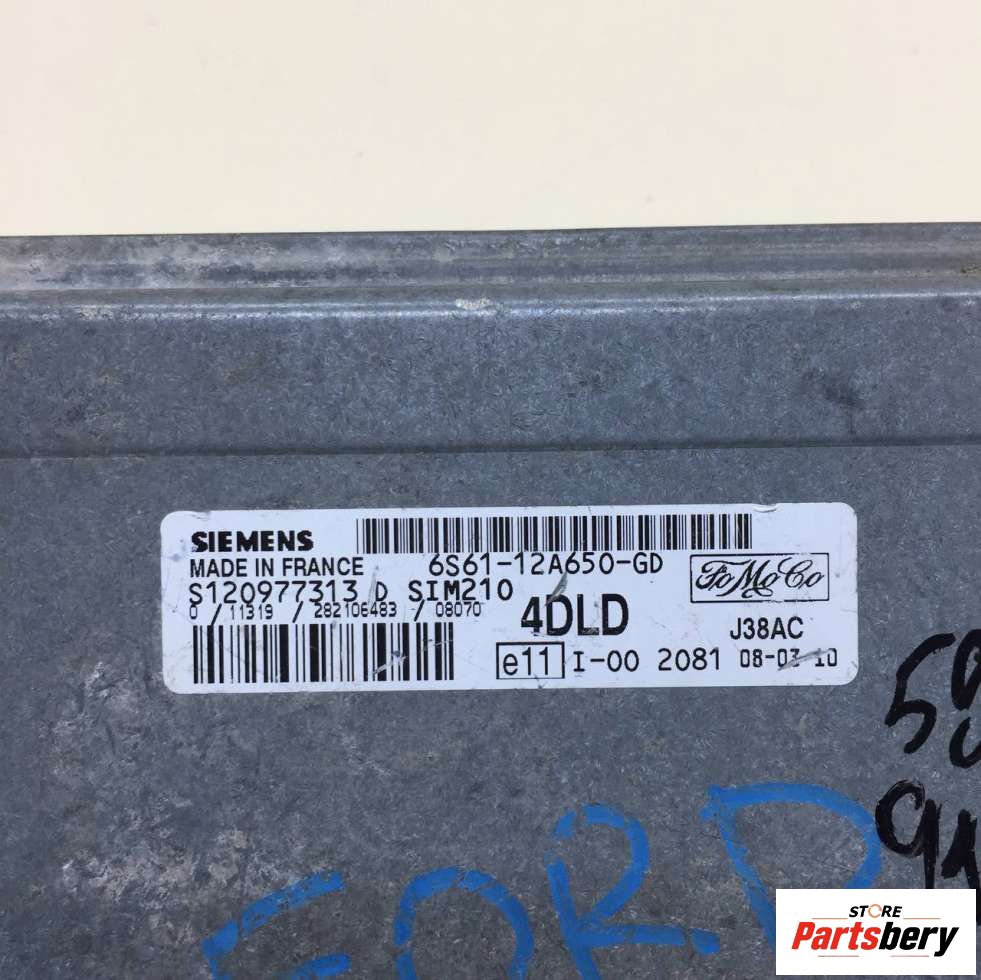 SIEMENS
MADE IN FRANCE 6S61-12A650-GD
S120977313 D SIM210
0 / 11319 / 282106483 / 08070
4DLD
FoMoCo
J38AC
e11 I-00 2081 08-03 10
FORD
STORE
Partsbery